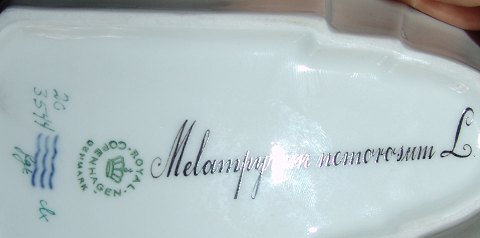 Melampyrum nemorosum L.
ROYAL
COPENHAGEN
DENMARK
20
3544